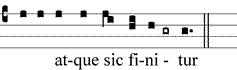 at-que sic fi-ni - tur